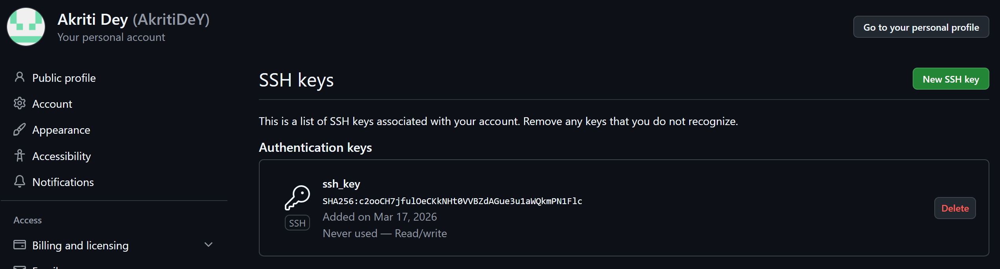 Akriti Dey (AkritiDeY)
Your personal account
Go to your personal profile
Public profile
Account
Appearance
Accessibility
Notifications
Access
Billing and licensing
SSH keys
New SSH key
This is a list of SSH keys associated with your account. Remove any keys that you do not recognize.
Authentication keys
ssh_key
SHA256:c2ooCH7jfulOeCKkNHt0VVBZdAGue3u1aWQkmPN1Flc
Added on Mar 17, 2026
Never used — Read/write
SSH
Delete